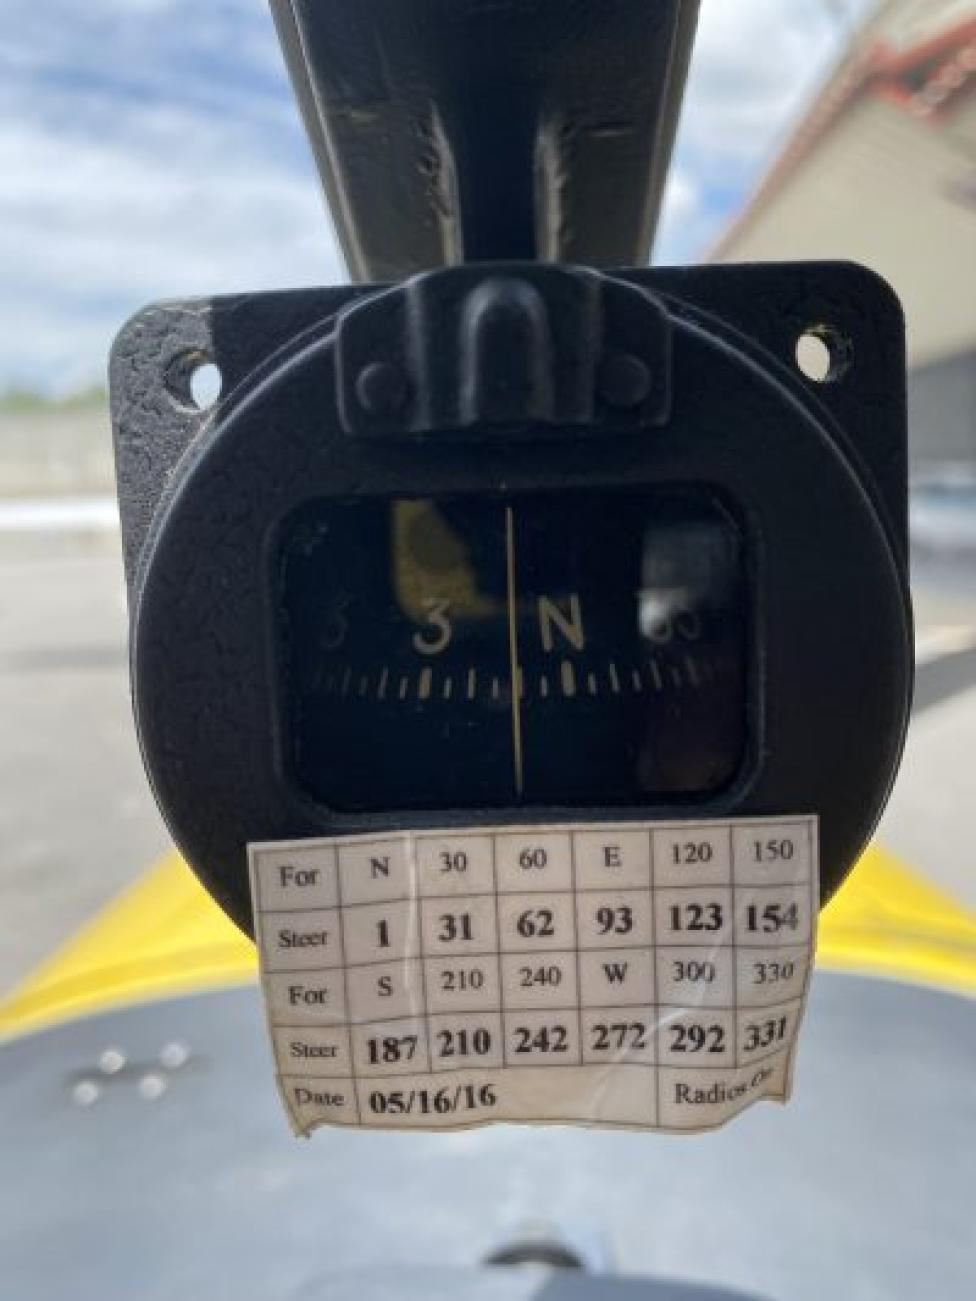 3 N 33
For N 30 60 E 120 150
Steer 1 31 62 93 123 154
For S 210 240 W 300 330
Steer 187 210 242 272 292 331
Date 05/16/16 Radios On